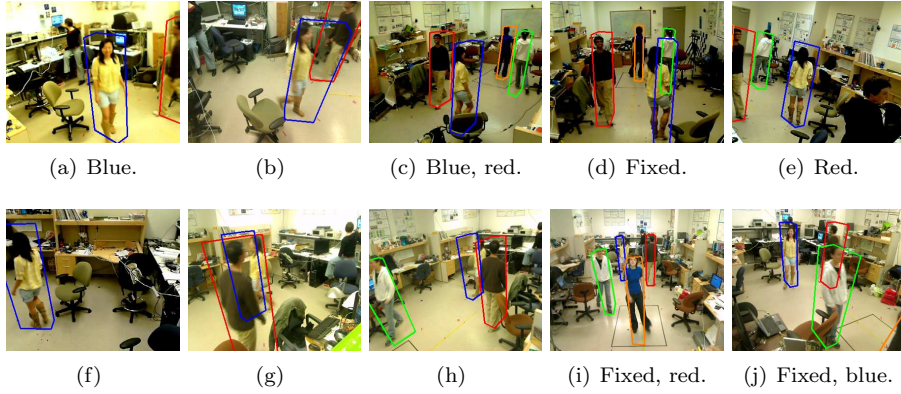 (a) Blue.
(b)
(c) Blue, red.
(d) Fixed.
(e) Red.
(f)
(g)
(h)
(i) Fixed, red.
(j) Fixed, blue.